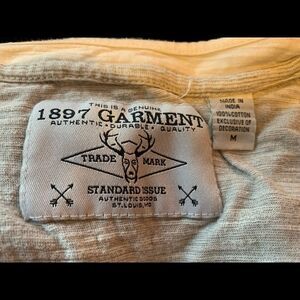 THIS IS A GENUINE
1897 GARMENT
AUTHENTIC • DURABLE • QUALITY
TRADE MARK
STANDARD ISSUE
AUTHENTIC GOODS
ST. LOUIS, MO
MADE IN
INDIA
100% COTTON
EXCLUSIVE OF
DECORATION
M